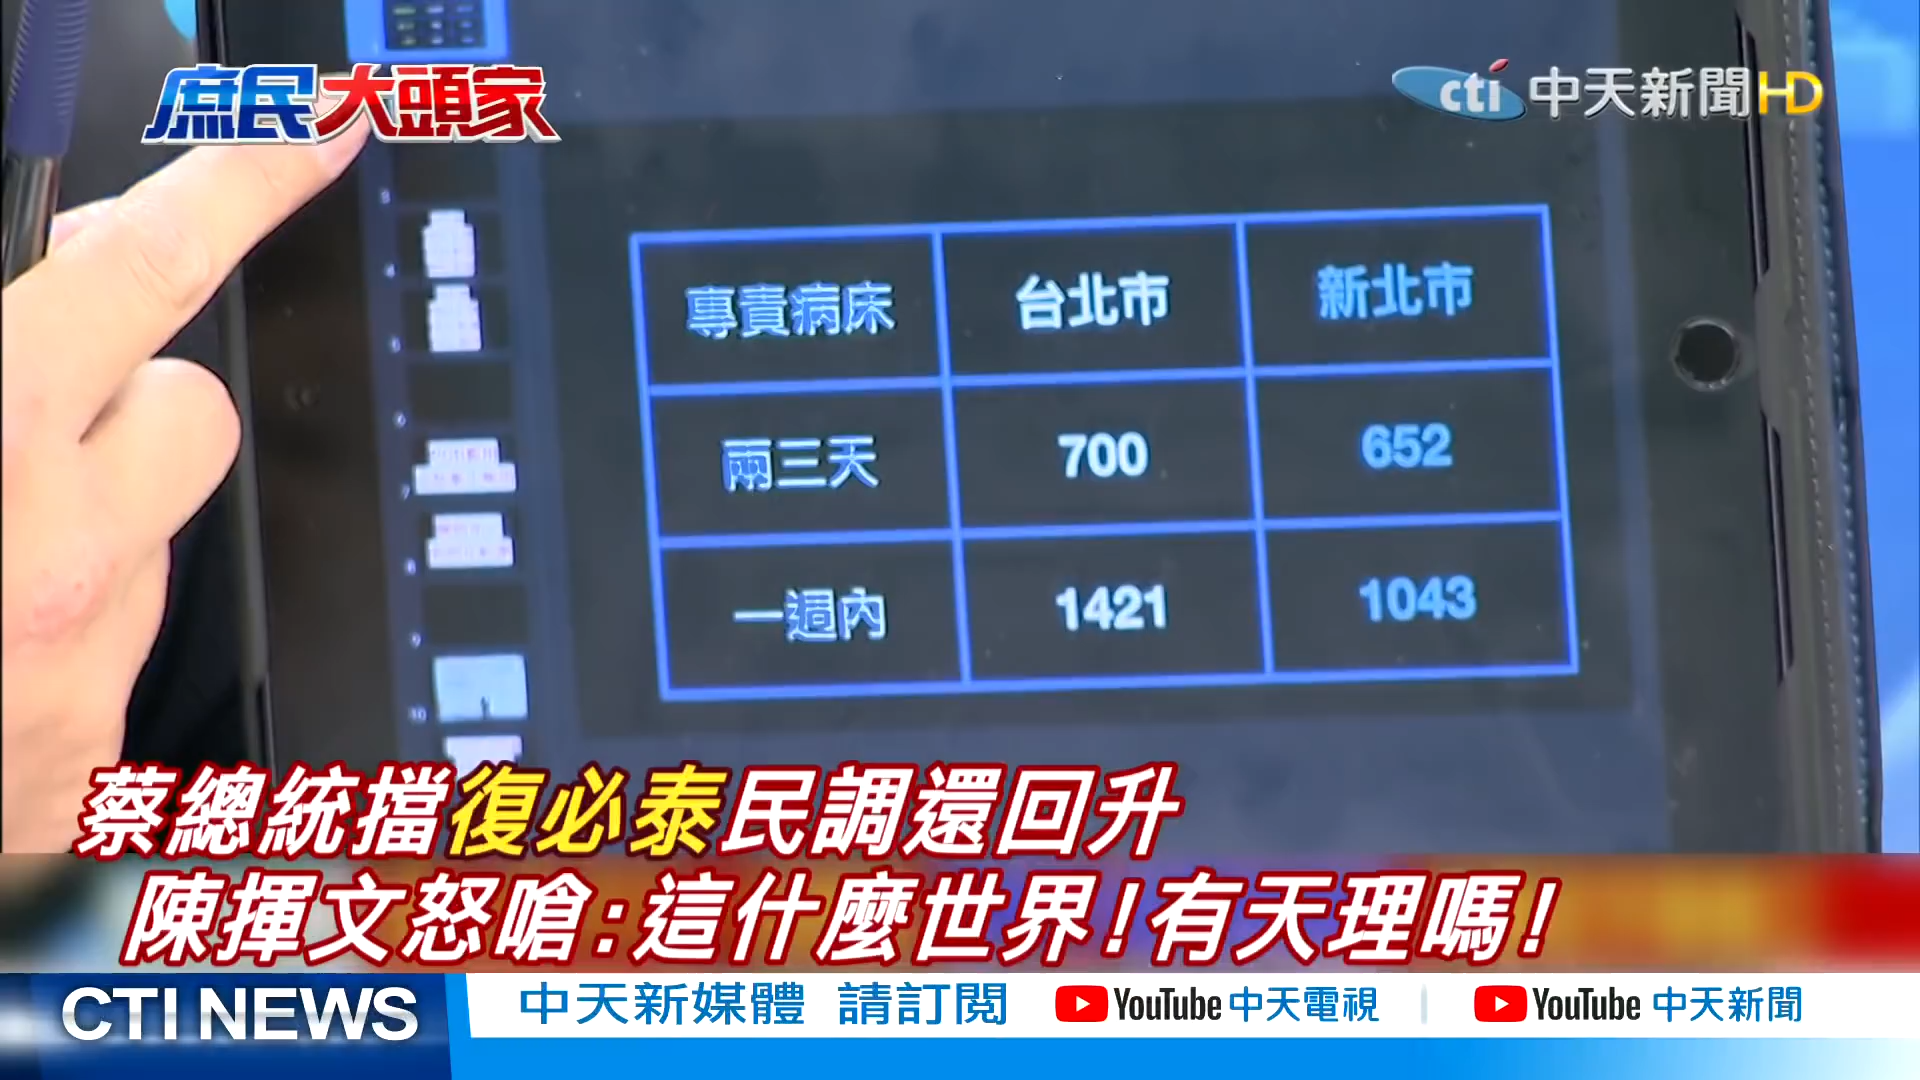 庶民大頭家
cti 中天新聞HD
專責病床 台北市 新北市
兩三天 700 652
一週內 1421 1043
蔡總統擋復必泰民調還回升
陳揮文怒嗆:這什麼世界!有天理嗎!
CTI NEWS 中天新媒體 請訂閱 YouTube 中天電視 | YouTube 中天新聞